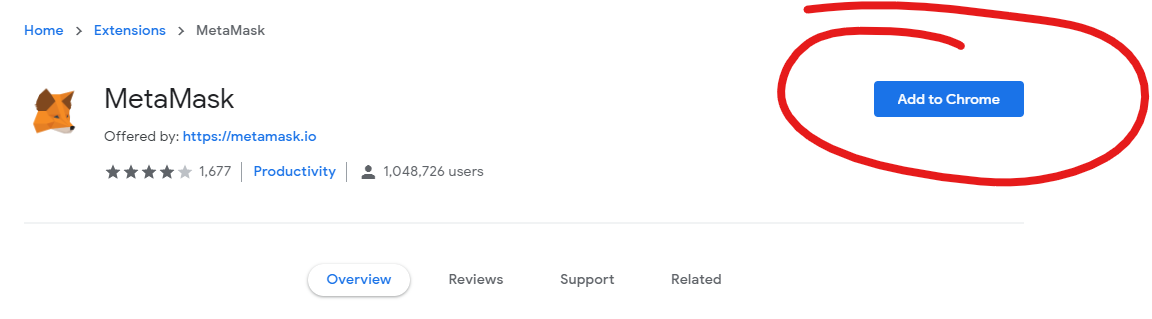 Home > Extensions > MetaMask
MetaMask
Add to Chrome
Offered by: https://metamask.io
1,677 Productivity 1,048,726 users
Overview Reviews Support Related